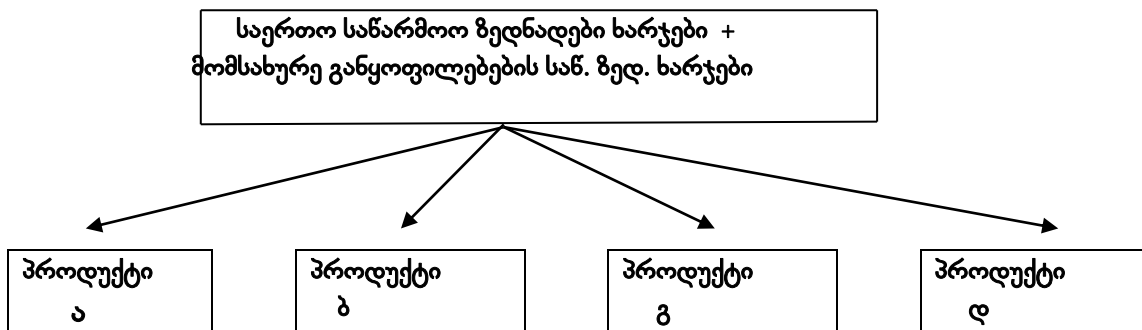 საერთო საწარმოო ზედნადები ხარჯები +
მომსახურე განყოფილებების საწ. ზედ. ხარჯები
პროდუქტი
ა
პროდუქტი
ბ
პროდუქტი
გ
პროდუქტი
დ